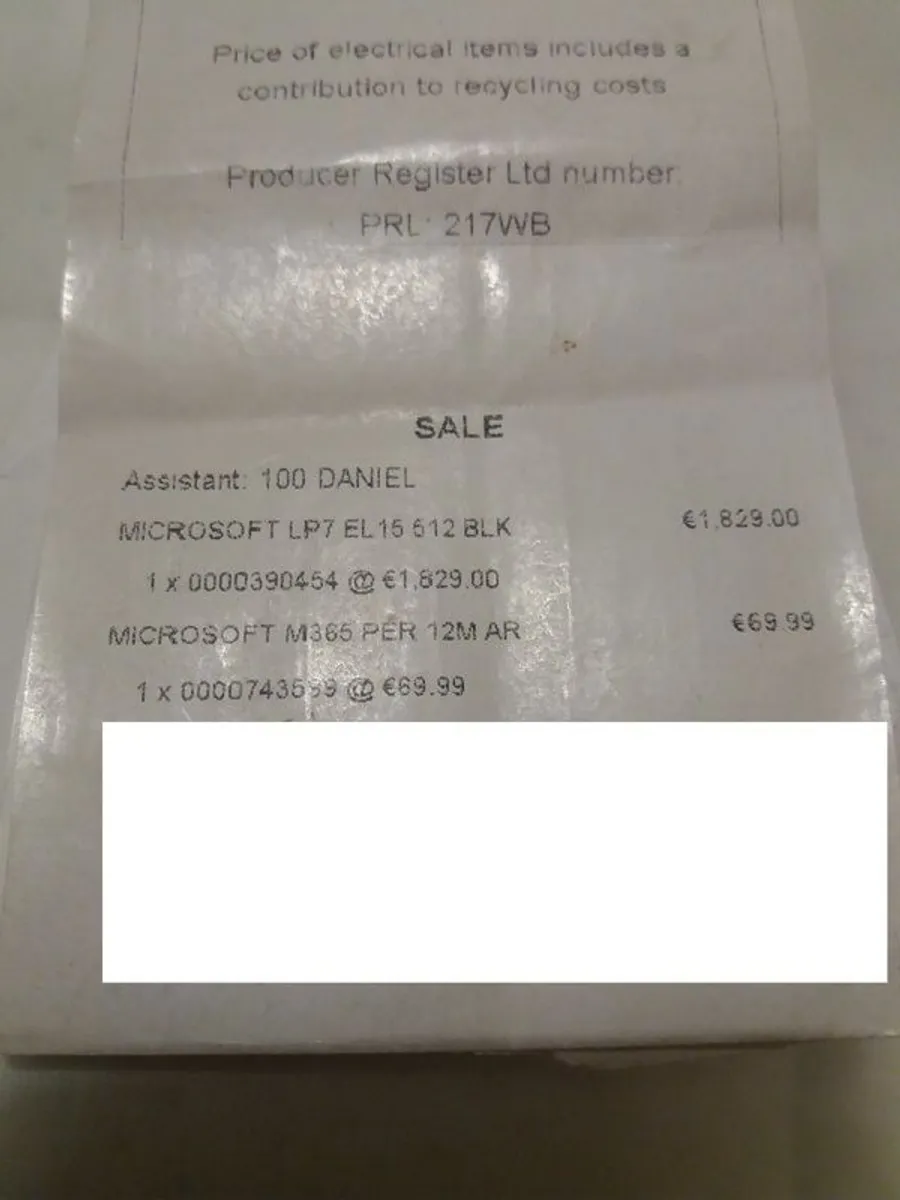 Price of electrical items includes a
contribution to recycling costs
Producer Register Ltd number:
PRL: 217WB
SALE
Assistant: 100 DANIEL
MICROSOFT LP7 EL15 512 BLK €1,829.00
1 x 0000390454 @ €1,829.00
MICROSOFT M365 PER 12M AR €69.99
1 x @ €69.99